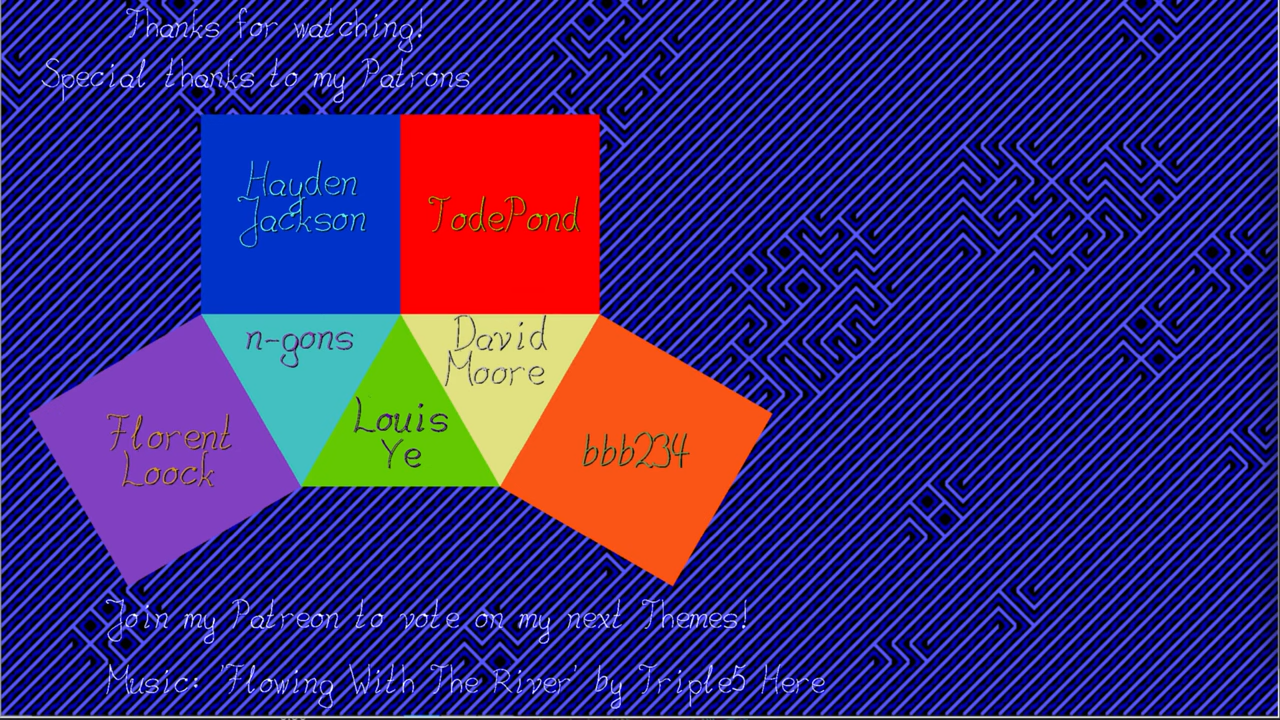 Thanks for watching!
Special thanks to my Patrons
Hayden
Jackson
TodePond
n-gons
David
Moore
Louis
Ye
Florent
Loock
bbb234
Join my Patreon to vote on my next Themes!
Music: 'Flowing With The River' by Triple5 Here